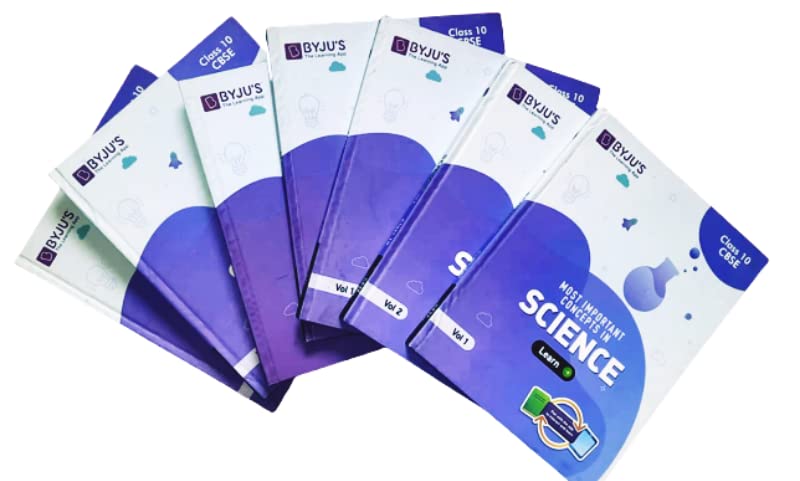 BYJU'S
The Learning App
BYJU'S
The Learning App
Class 10
CBSE
BYJU'S
The Learning App
BYJU'S
The Learning App
BYJU'S
The Learning App
Class 10
CBSE
Vol 1
BYJU'S
The Learning App
Class 10
S
Vol 2
BYJU'S
The Learning App
Class 10
CBSE
MOST IMPORTANT
CONCEPTS IN
SCIENCE
Learn
Vol 1